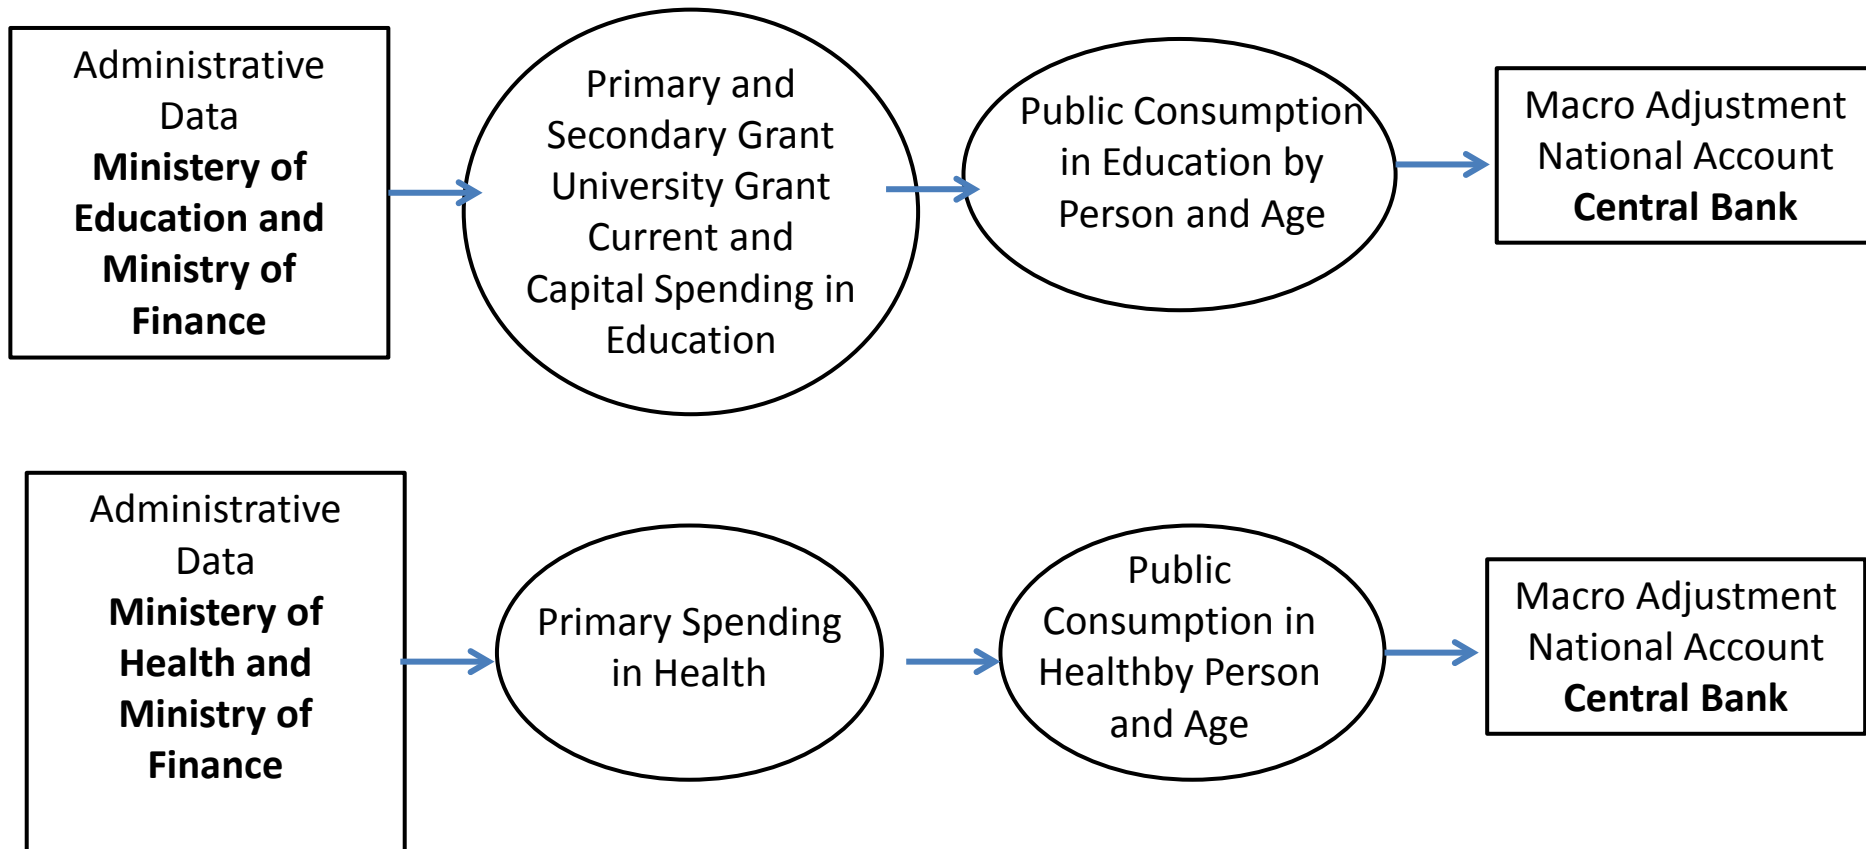 Administrative
Data
Ministery of
Education and
Ministry of
Finance
Primary and
Secondary Grant
University Grant
Current and
Capital Spending in
Education
Public Consumption
in Education by
Person and Age
Macro Adjustment
National Account
Central Bank
Administrative
Data
Ministery of
Health and
Ministry of
Finance
Primary Spending
in Health
Public
Consumption in
Healthby Person
and Age
Macro Adjustment
National Account
Central Bank